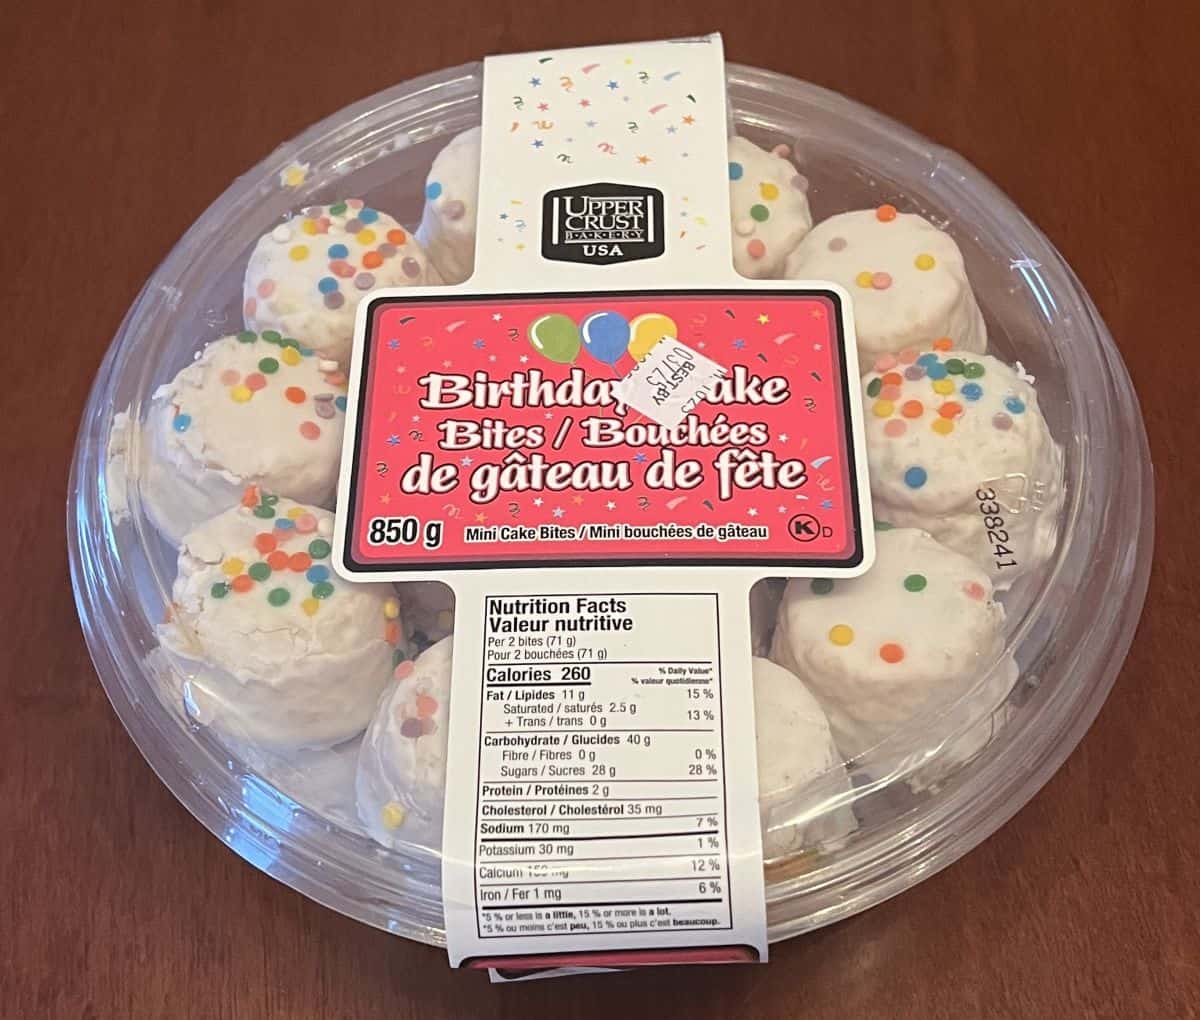 UPPER
CRUST
B•A•K•E•R•Y
USA
Birthday Cake
Bites / Bouchées
de gâteau de fête
BEST BY
850 g Mini Cake Bites / Mini bouchées de gâteau K D
338241
Nutrition Facts
Valeur nutritive
Per 2 bites (71 g)
Pour 2 bouchées (71 g)
Calories 260
% Daily Value*
% valeur quotidienne*
Fat / Lipides 11 g 15 %
Saturated / saturés 2.5 g
+ Trans / trans 0 g 13 %
Carbohydrate / Glucides 40 g
Fibre / Fibres 0 g 0 %
Sugars / Sucres 28 g 28 %
Protein / Protéines 2 g
Cholesterol / Cholestérol 35 mg
Sodium 170 mg 7 %
Potassium 30 mg 1 %
Calcium mg 12 %
Iron / Fer 1 mg 6 %
*5 % or less is a little, 15 % or more is a lot.
*5 % ou moins c'est peu, 15 % ou plus c'est beaucoup.